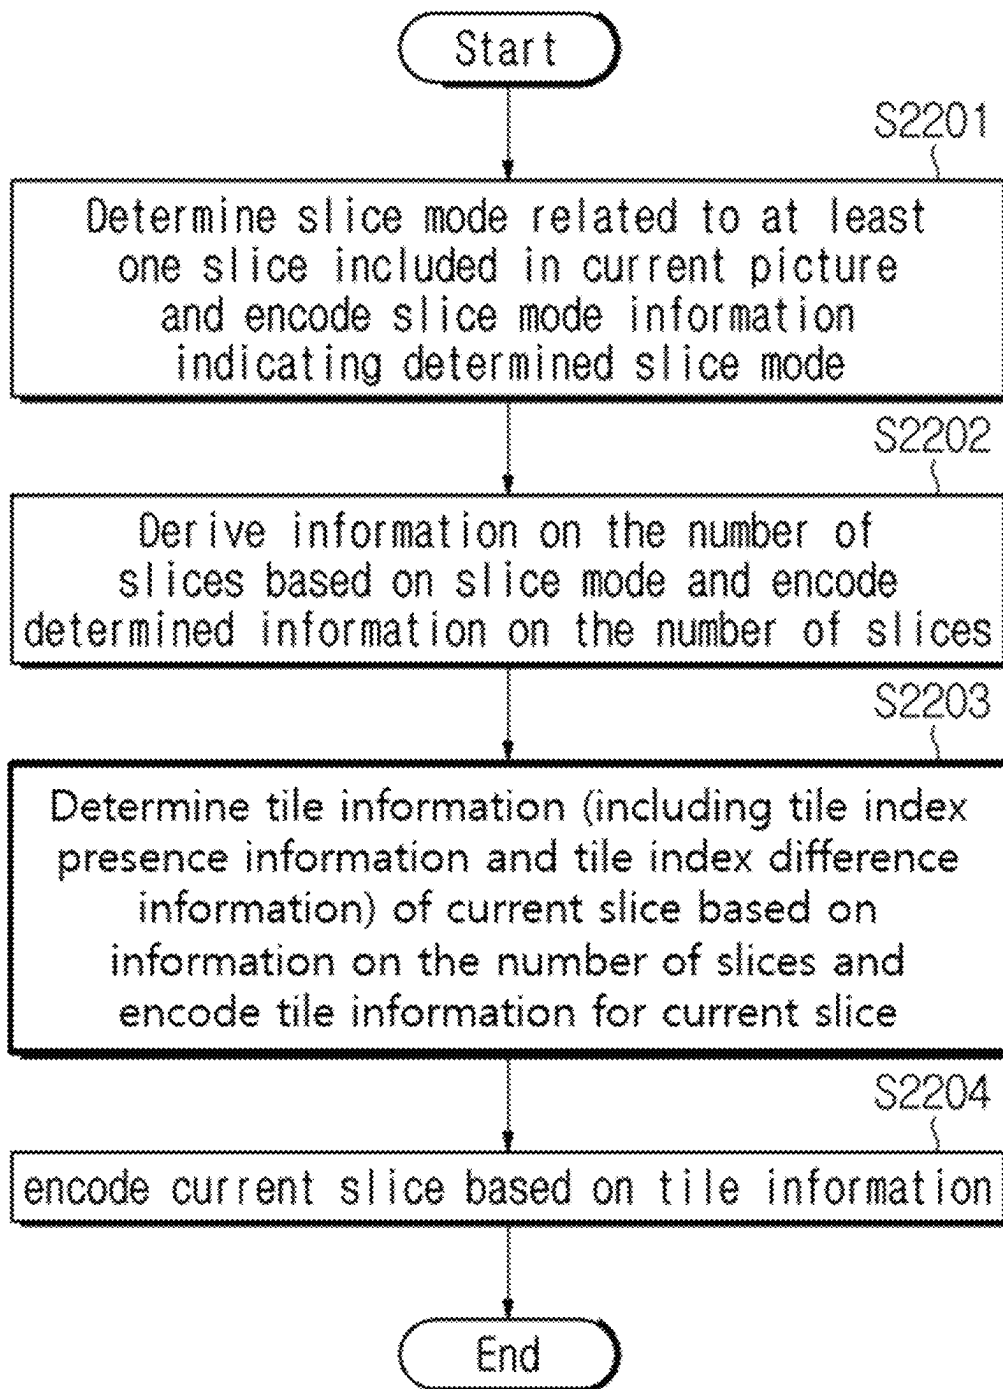 Start
S2201
Determine slice mode related to at least
one slice included in current picture
and encode slice mode information
indicating determined slice mode
S2202
Derive information on the number of
slices based on slice mode and encode
determined information on the number of slices
S2203
Determine tile information (including tile index
presence information and tile index difference
information) of current slice based on
information on the number of slices and
encode tile information for current slice
S2204
encode current slice based on tile information
End